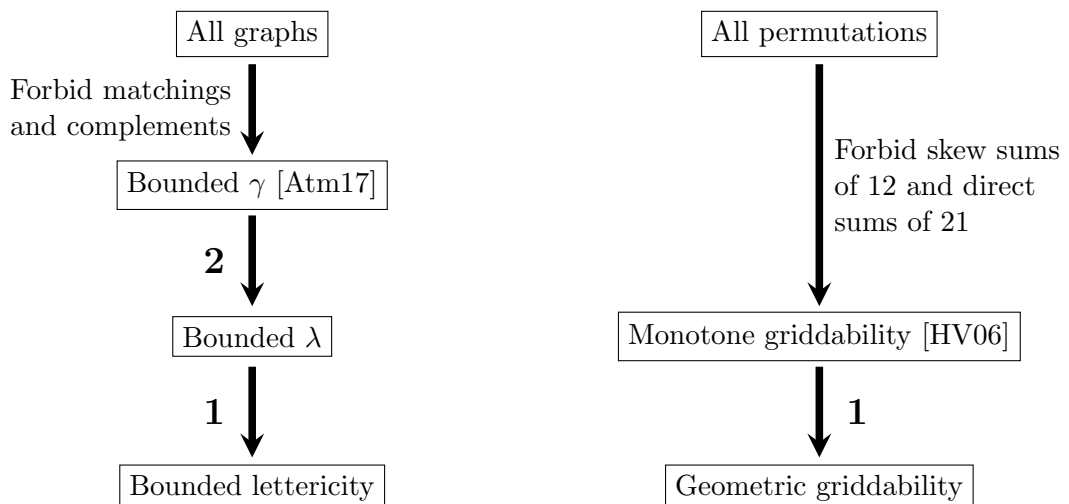 All graphs
Forbid matchings
and complements
Bounded γ [Atm17]
2
Bounded λ
1
Bounded lettericity
All permutations
Forbid skew sums
of 12 and direct
sums of 21
Monotone griddability [HV06]
1
Geometric griddability